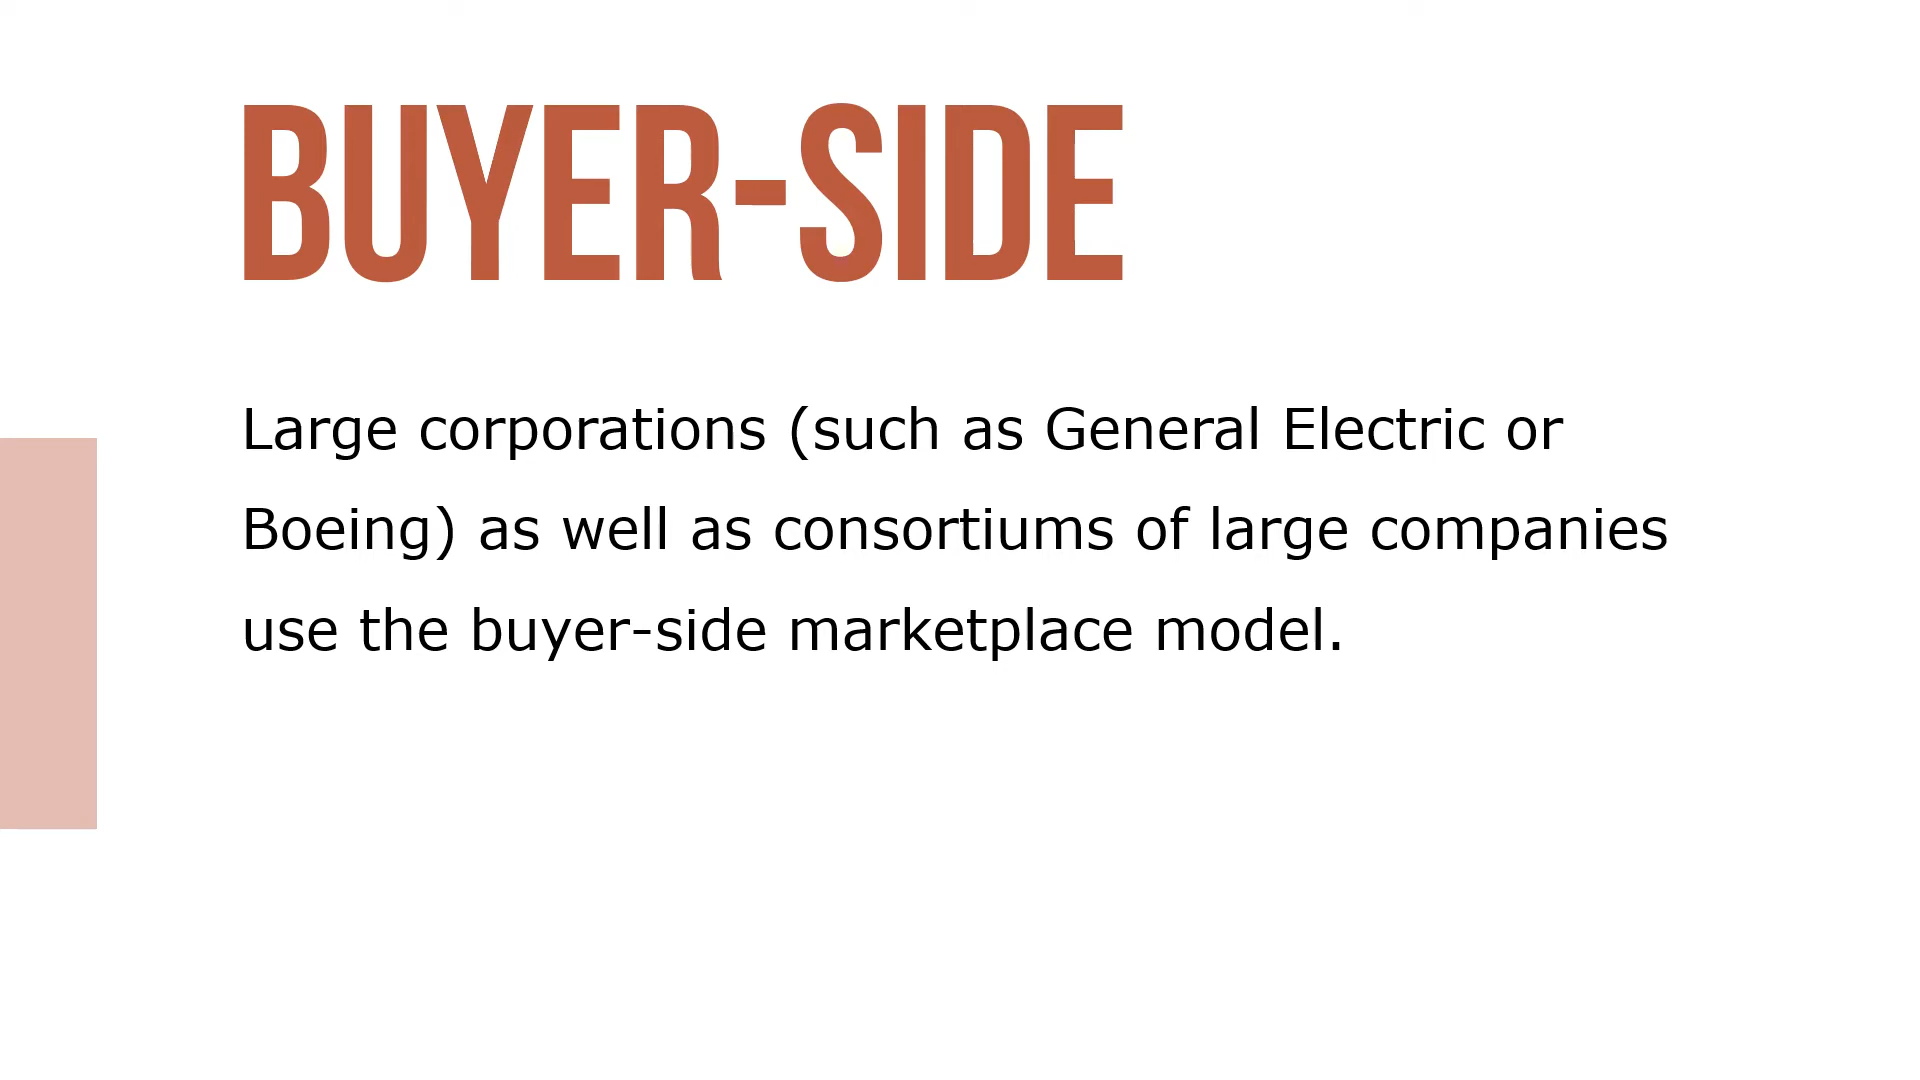 BUYER-SIDE
Large corporations (such as General Electric or
Boeing) as well as consortiums of large companies
use the buyer-side marketplace model.